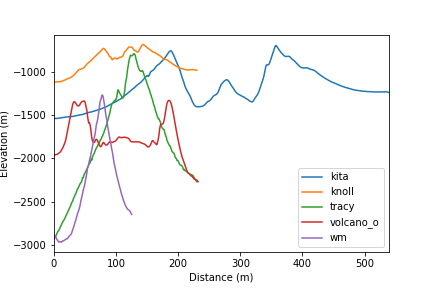 Elevation (m)
−1000
−1500
−2000
−2500
−3000
0
100
200
300
400
500
Distance (m)
kita
knoll
tracy
volcano_o
wm